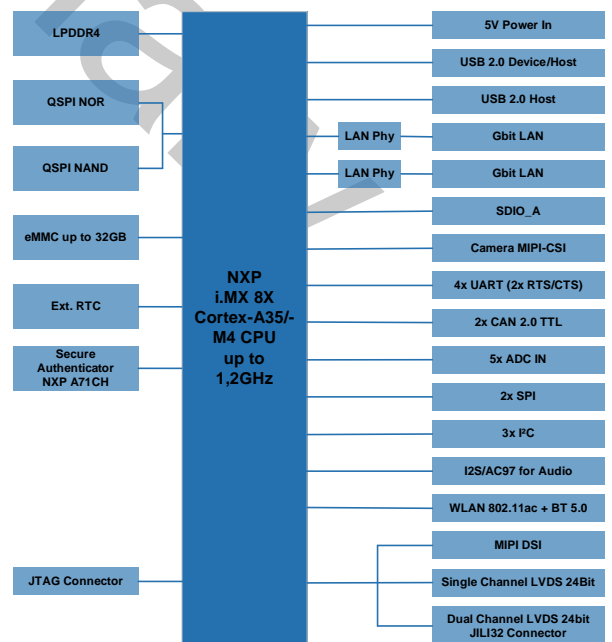 LPDDR4
QSPI NOR
QSPI NAND
eMMC up to 32GB
Ext. RTC
Secure
Authenticator
NXP A71CH
JTAG Connector
NXP
i.MX 8X
Cortex-A35/-
M4 CPU
up to
1,2GHz
5V Power In
USB 2.0 Device/Host
USB 2.0 Host
LAN Phy
Gbit LAN
LAN Phy
Gbit LAN
SDIO_A
Camera MIPI-CSI
4x UART (2x RTS/CTS)
2x CAN 2.0 TTL
5x ADC IN
2x SPI
3x I²C
I2S/AC97 for Audio
WLAN 802.11ac + BT 5.0
MIPI DSI
Single Channel LVDS 24Bit
Dual Channel LVDS 24bit
JILI32 Connector